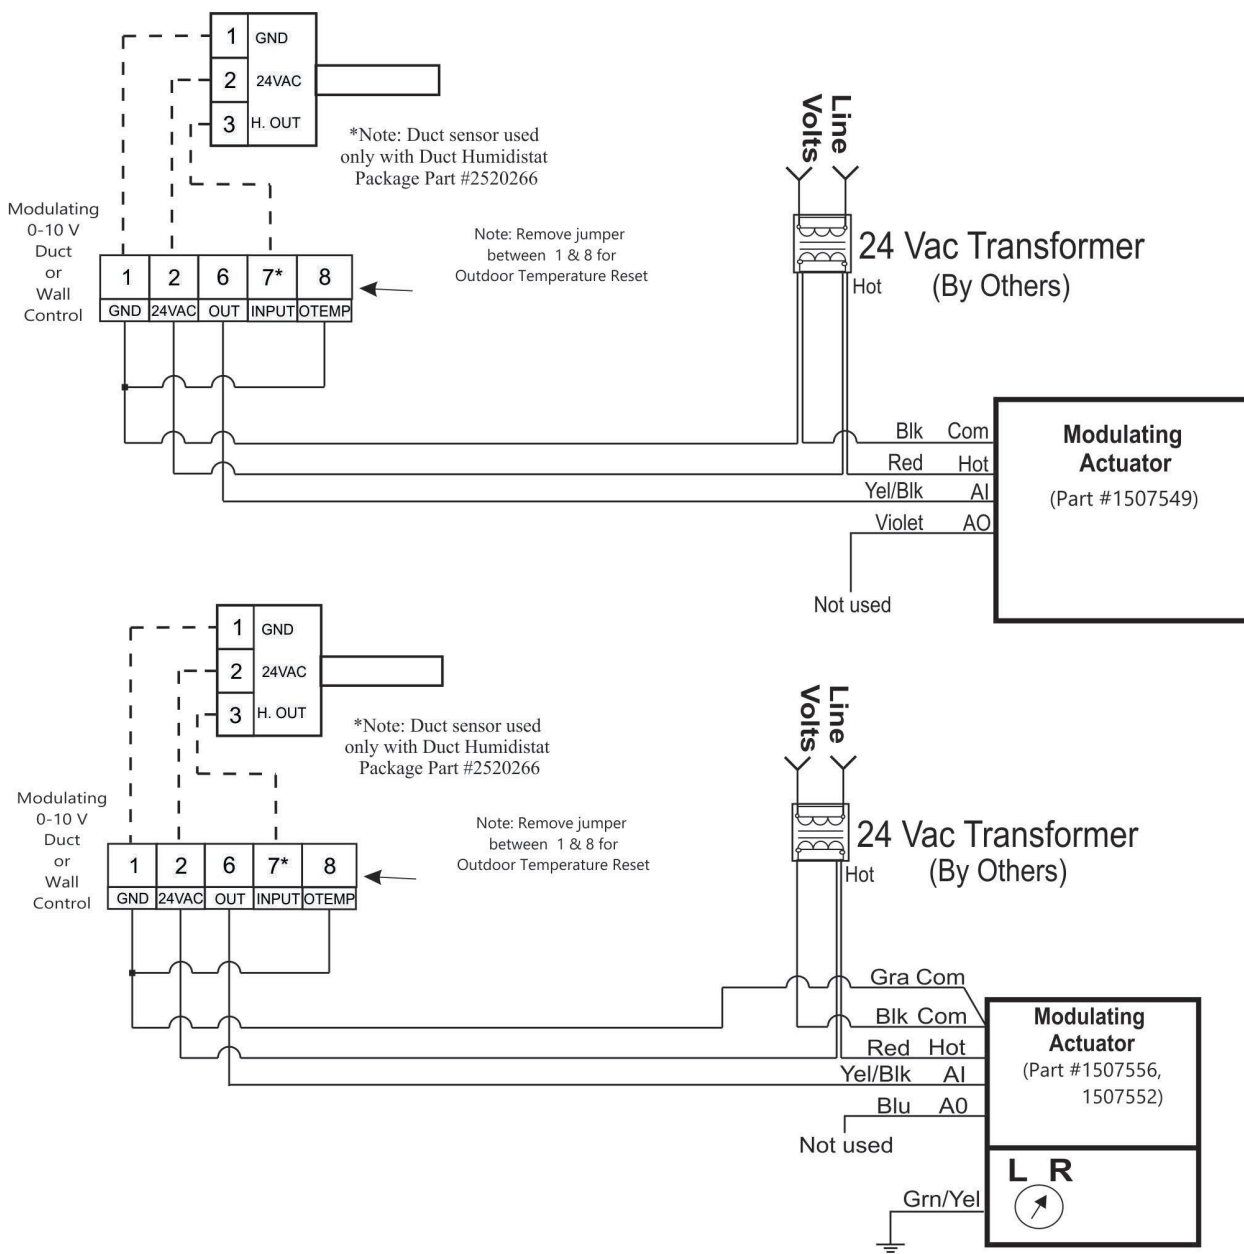 1 GND
2 24VAC
3 H. OUT
*Note: Duct sensor used
only with Duct Humidistat
Package Part #2520266
Line
Volts
Modulating
0-10 V
Duct
or
Wall
Control
Note: Remove jumper
between 1 & 8 for
Outdoor Temperature Reset
1 2 6 7* 8
GND 24VAC OUT INPUT OTEMP
24 Vac Transformer
(By Others)
Hot
Blk Com
Red Hot
Yel/Blk AI
Violet AO
Not used
Modulating
Actuator
(Part #1507549)
1 GND
2 24VAC
3 H. OUT
*Note: Duct sensor used
only with Duct Humidistat
Package Part #2520266
Line
Volts
Modulating
0-10 V
Duct
or
Wall
Control
Note: Remove jumper
between 1 & 8 for
Outdoor Temperature Reset
1 2 6 7* 8
GND 24VAC OUT INPUT OTEMP
24 Vac Transformer
(By Others)
Hot
Gra Com
Blk Com
Red Hot
Yel/Blk AI
Blu A0
Not used
Grn/Yel
Modulating
Actuator
(Part #1507556,
1507552)
L R